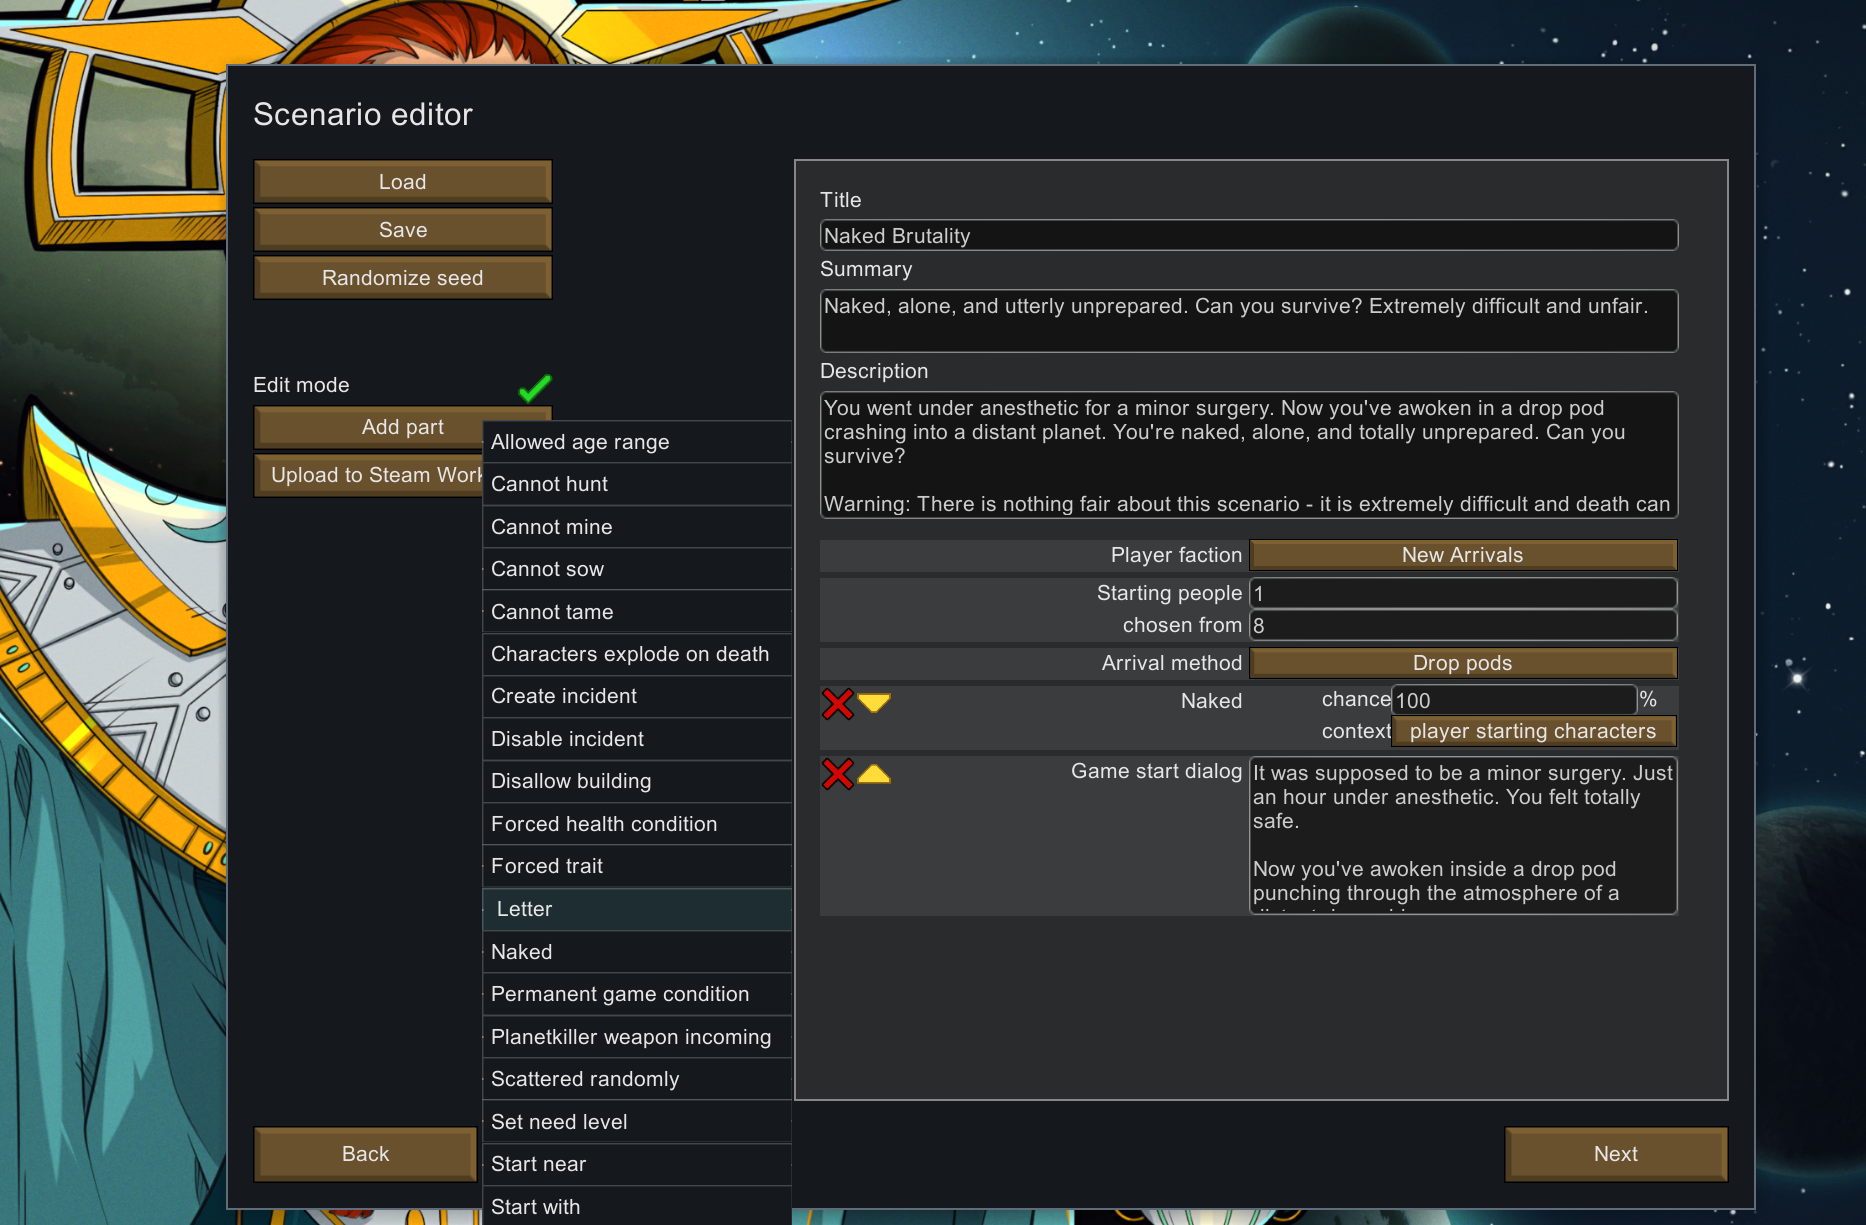 Scenario editor
Load
Save
Randomize seed
Edit mode
Add part
Upload to Steam Work
Allowed age range
Cannot hunt
Cannot mine
Cannot sow
Cannot tame
Characters explode on death
Create incident
Disable incident
Disallow building
Forced health condition
Forced trait
Letter
Naked
Permanent game condition
Planetkiller weapon incoming
Scattered randomly
Set need level
Start near
Start with
Back
Title
Naked Brutality
Summary
Naked, alone, and utterly unprepared. Can you survive? Extremely difficult and unfair.
Description
You went under anesthetic for a minor surgery. Now you've awoken in a drop pod
crashing into a distant planet. You're naked, alone, and totally unprepared. Can you
survive?
Warning: There is nothing fair about this scenario - it is extremely difficult and death can
Player faction New Arrivals
Starting people 1
chosen from 8
Arrival method Drop pods
Naked chance 100 %
context player starting characters
Game start dialog It was supposed to be a minor surgery. Just
an hour under anesthetic. You felt totally
safe.
Now you've awoken inside a drop pod
punching through the atmosphere of a
Next